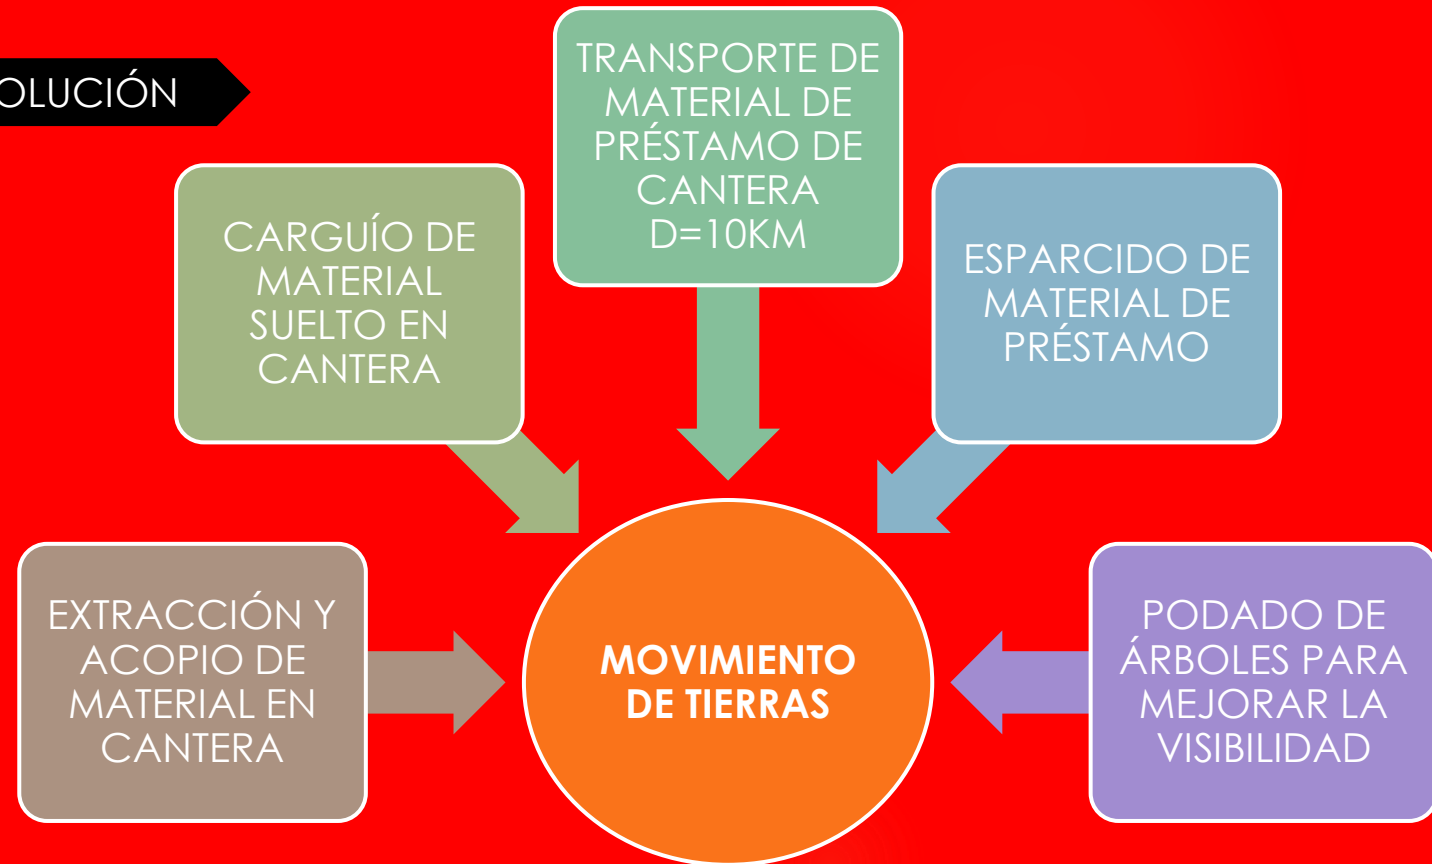 OLUCIÓN
TRANSPORTE DE
MATERIAL DE
PRÉSTAMO DE
CANTERA
D=10KM
CARGUÍO DE
MATERIAL
SUELTO EN
CANTERA
ESPARCIDO DE
MATERIAL DE
PRÉSTAMO
EXTRACCIÓN Y
ACOPIO DE
MATERIAL EN
CANTERA
MOVIMIENTO
DE TIERRAS
PODADO DE
ÁRBOLES PARA
MEJORAR LA
VISIBILIDAD